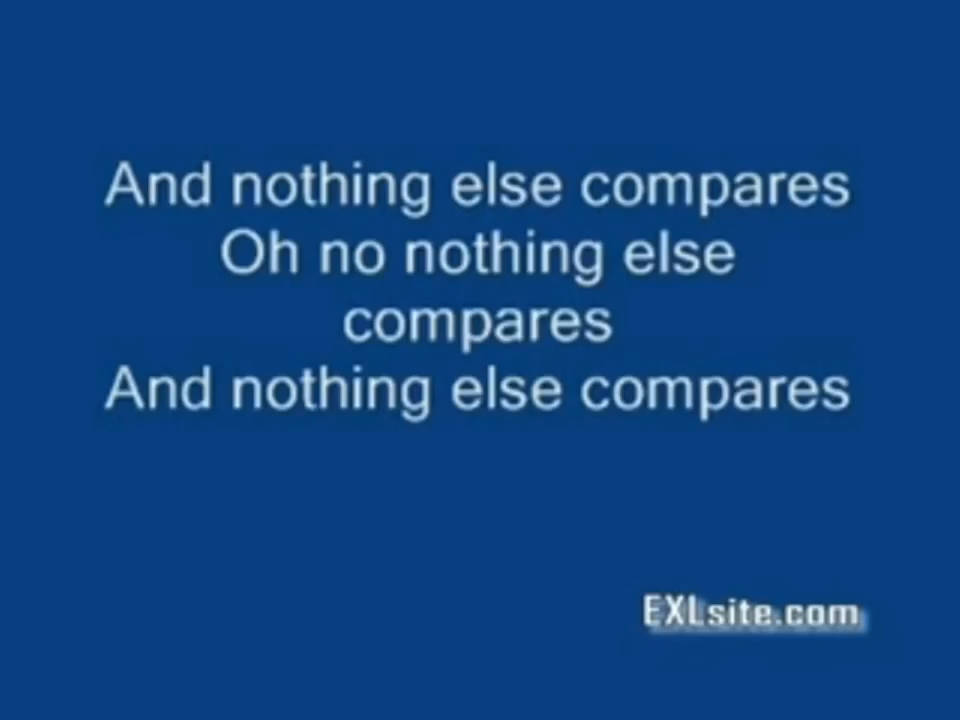 And nothing else compares
Oh no nothing else
compares
And nothing else compares
EXLsite.com